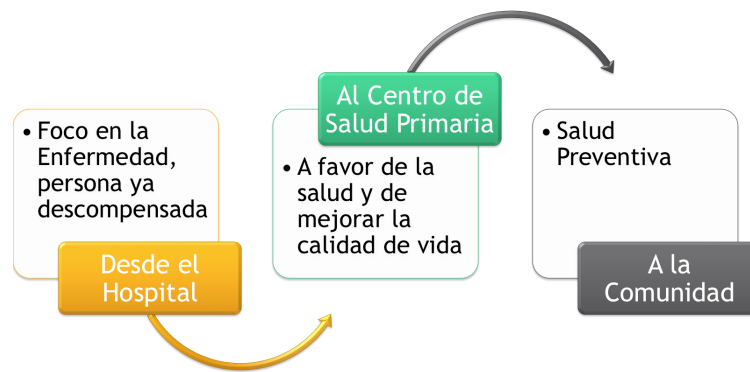 • Foco en la
Enfermedad,
persona ya
descompensada
Desde el
Hospital
Al Centro de
Salud Primaria
• A favor de la
salud y de
mejorar la
calidad de vida
• Salud
Preventiva
A la
Comunidad